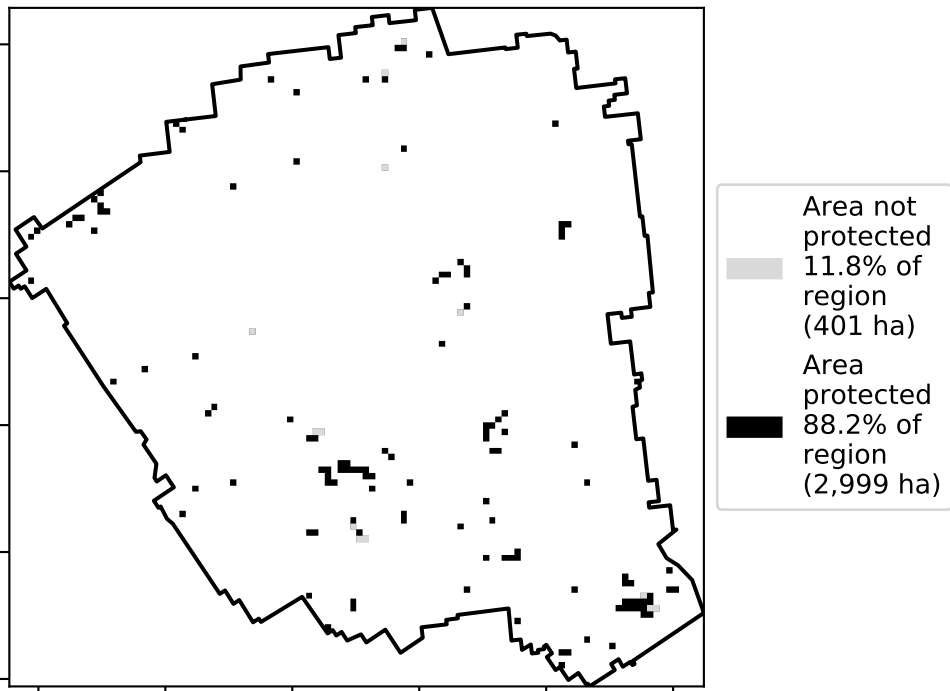 Area not
protected
11.8% of
region
(401 ha)
Area
protected
88.2% of
region
(2,999 ha)